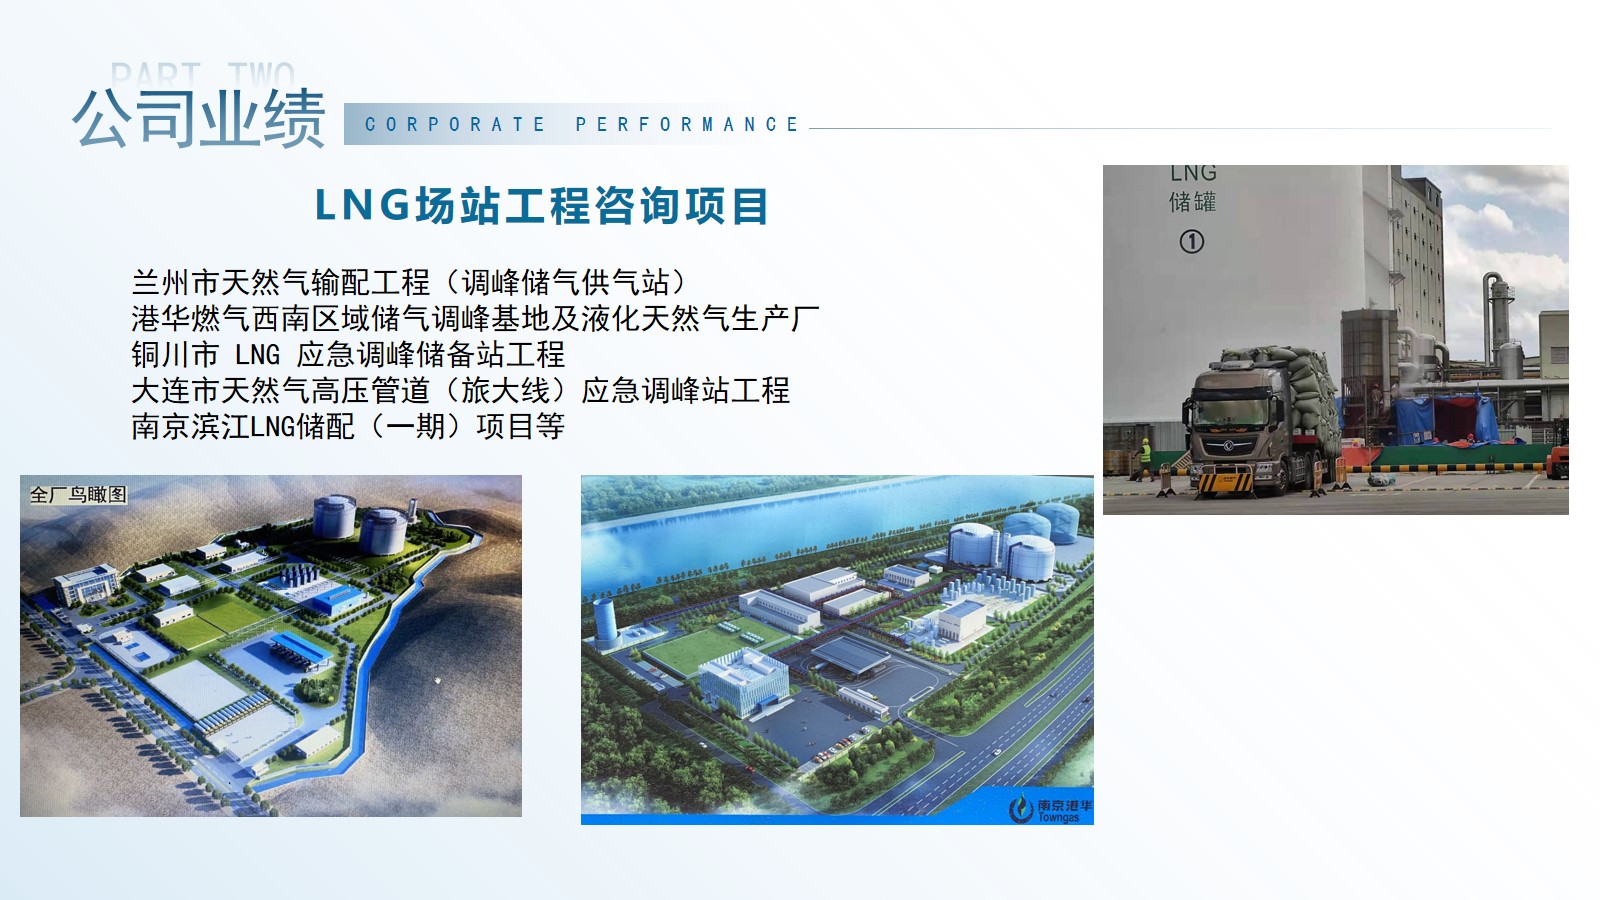 PART TWO
公司业绩
CORPORATE PERFORMANCE
LNG场站工程咨询项目
兰州市天然气输配工程（调峰储气供气站）
港华燃气西南区域储气调峰基地及液化天然气生产厂
铜川市 LNG 应急调峰储备站工程
大连市天然气高压管道（旅大线）应急调峰站工程
南京滨江LNG储配（一期）项目等
LNG
储罐
①
全厂鸟瞰图
南京港华
Towngas